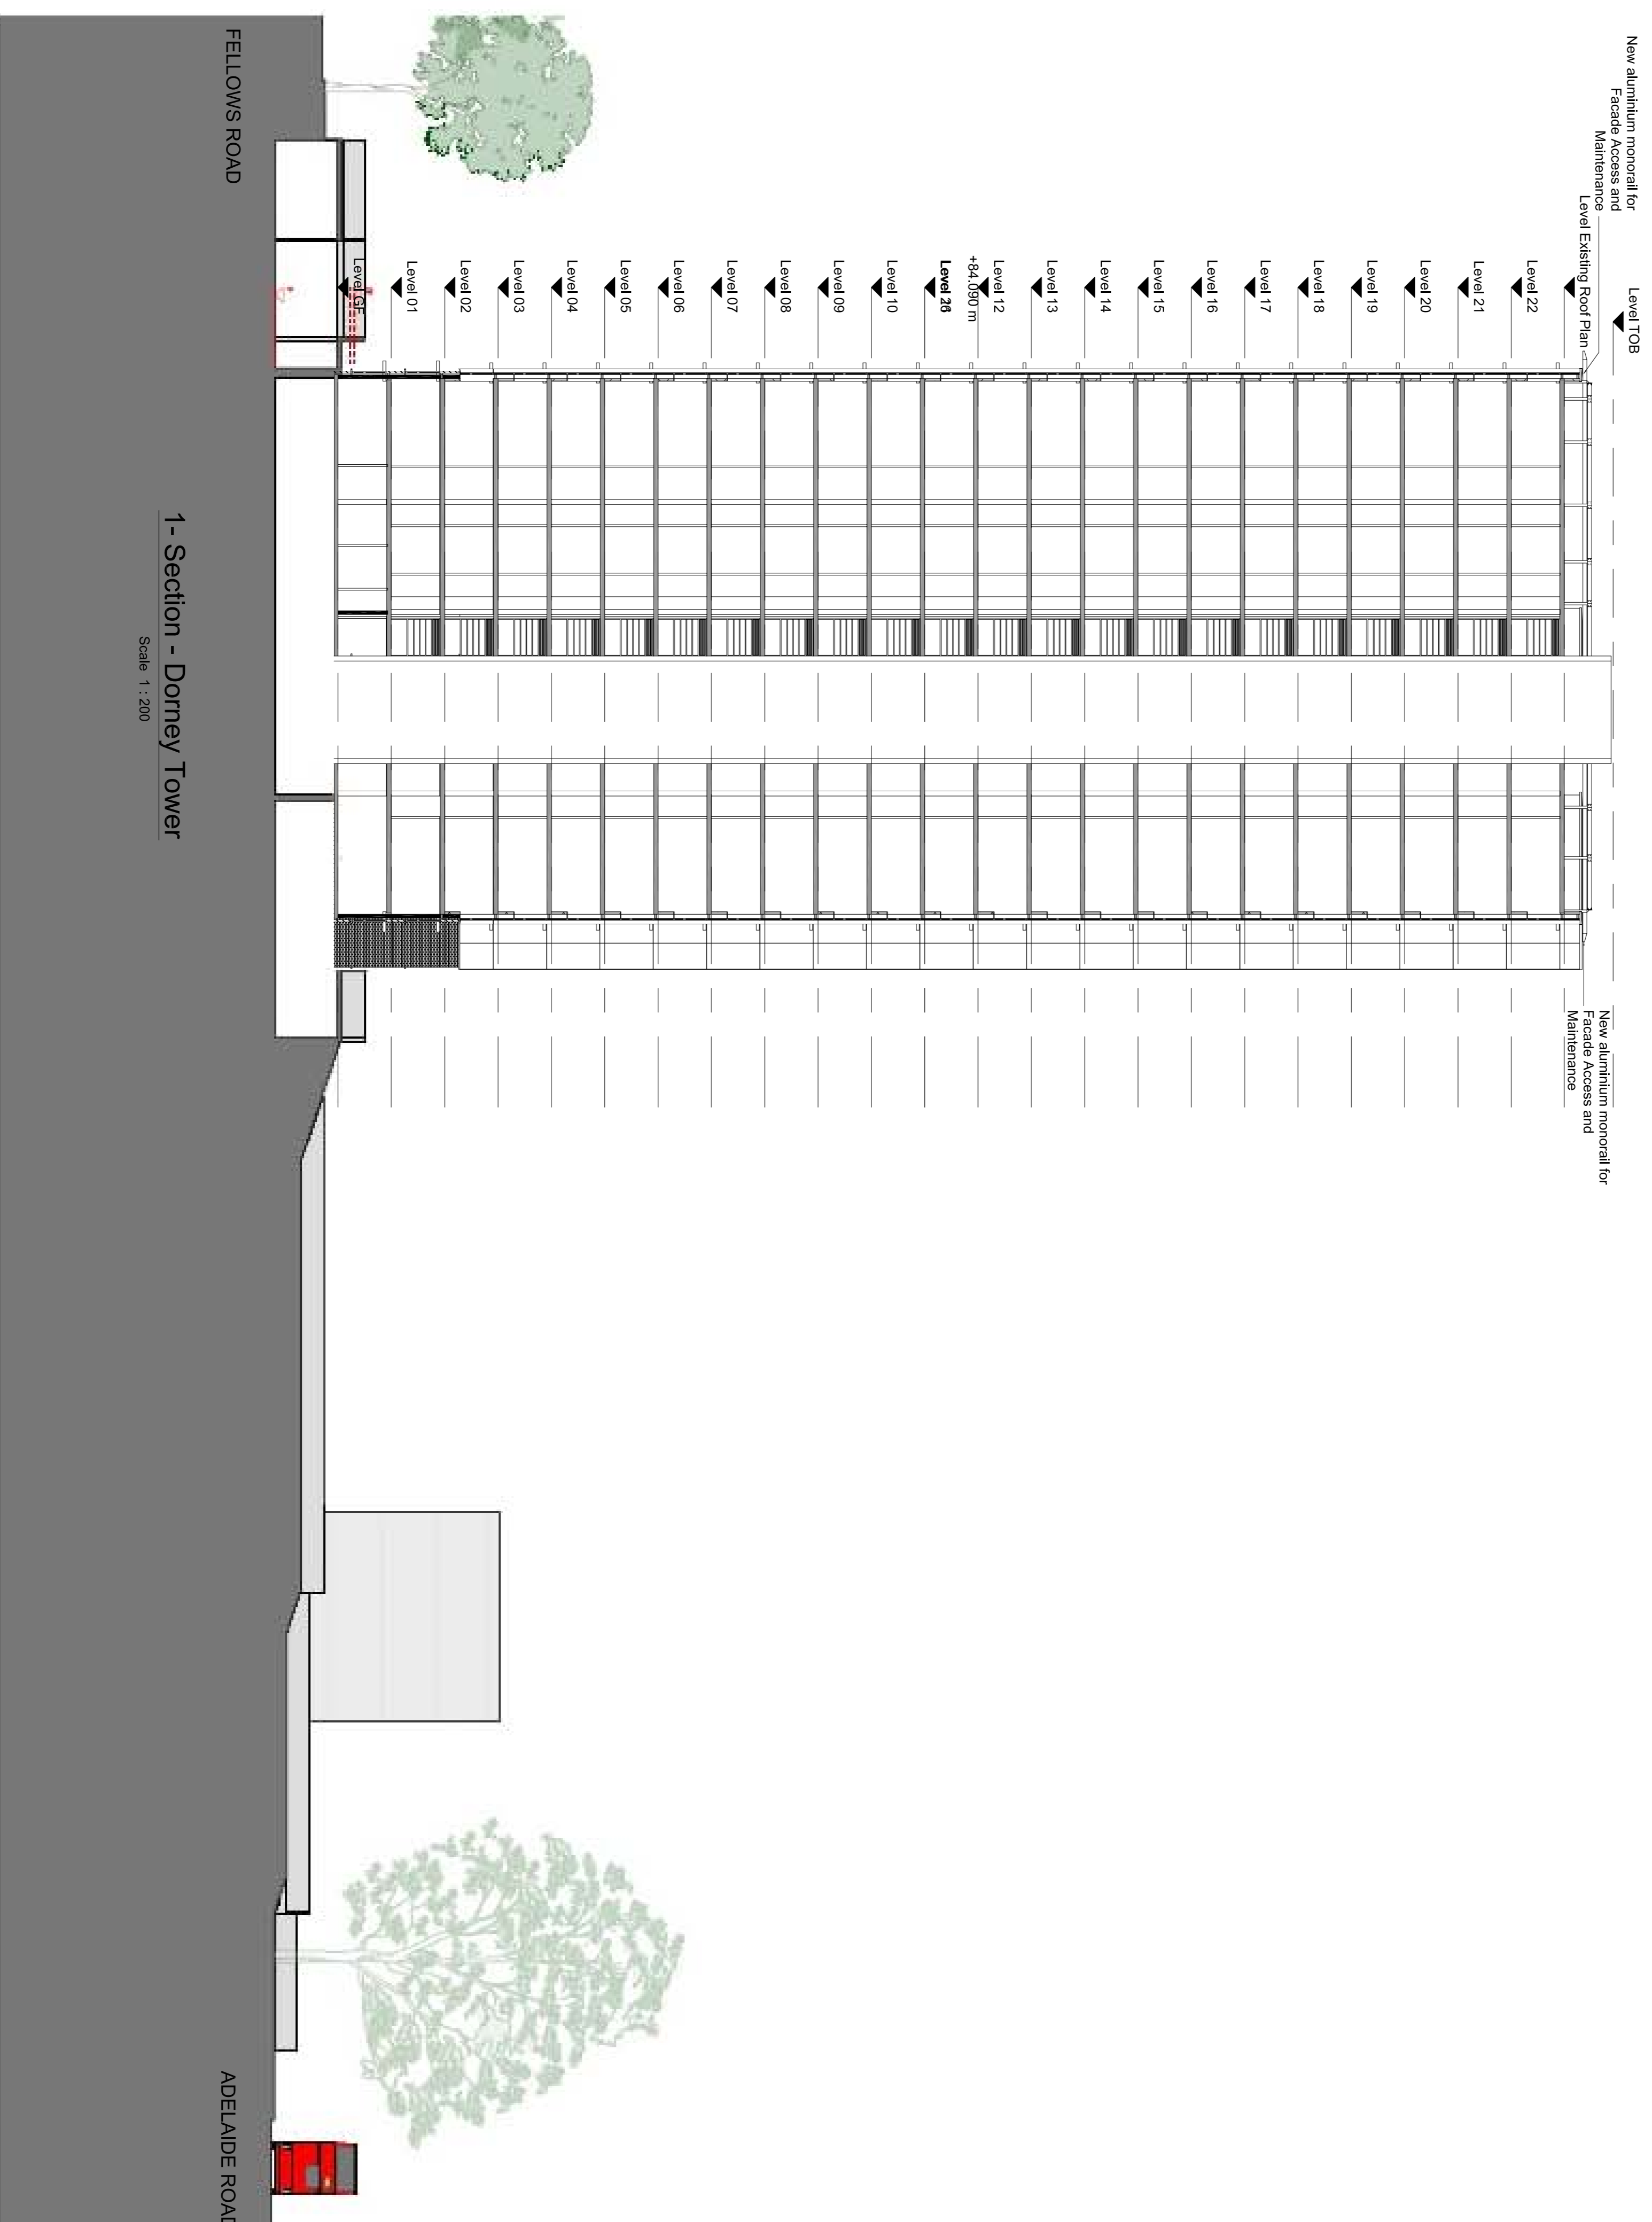 New aluminium monorail for
Facade Access and
Maintenance
Level TOB
Level Existing Roof Plan
New aluminium monorail for
Facade Access and
Maintenance
Level 22
Level 21
Level 20
Level 19
Level 18
Level 17
Level 16
Level 15
Level 14
Level 13
Level 12
+84.090 m
Level 10
Level 09
Level 08
Level 07
Level 06
Level 05
Level 04
Level 03
Level 02
Level 01
Level GF
FELLOWS ROAD
ADELAIDE ROAD
1- Section - Dorney Tower
Scale 1 : 200